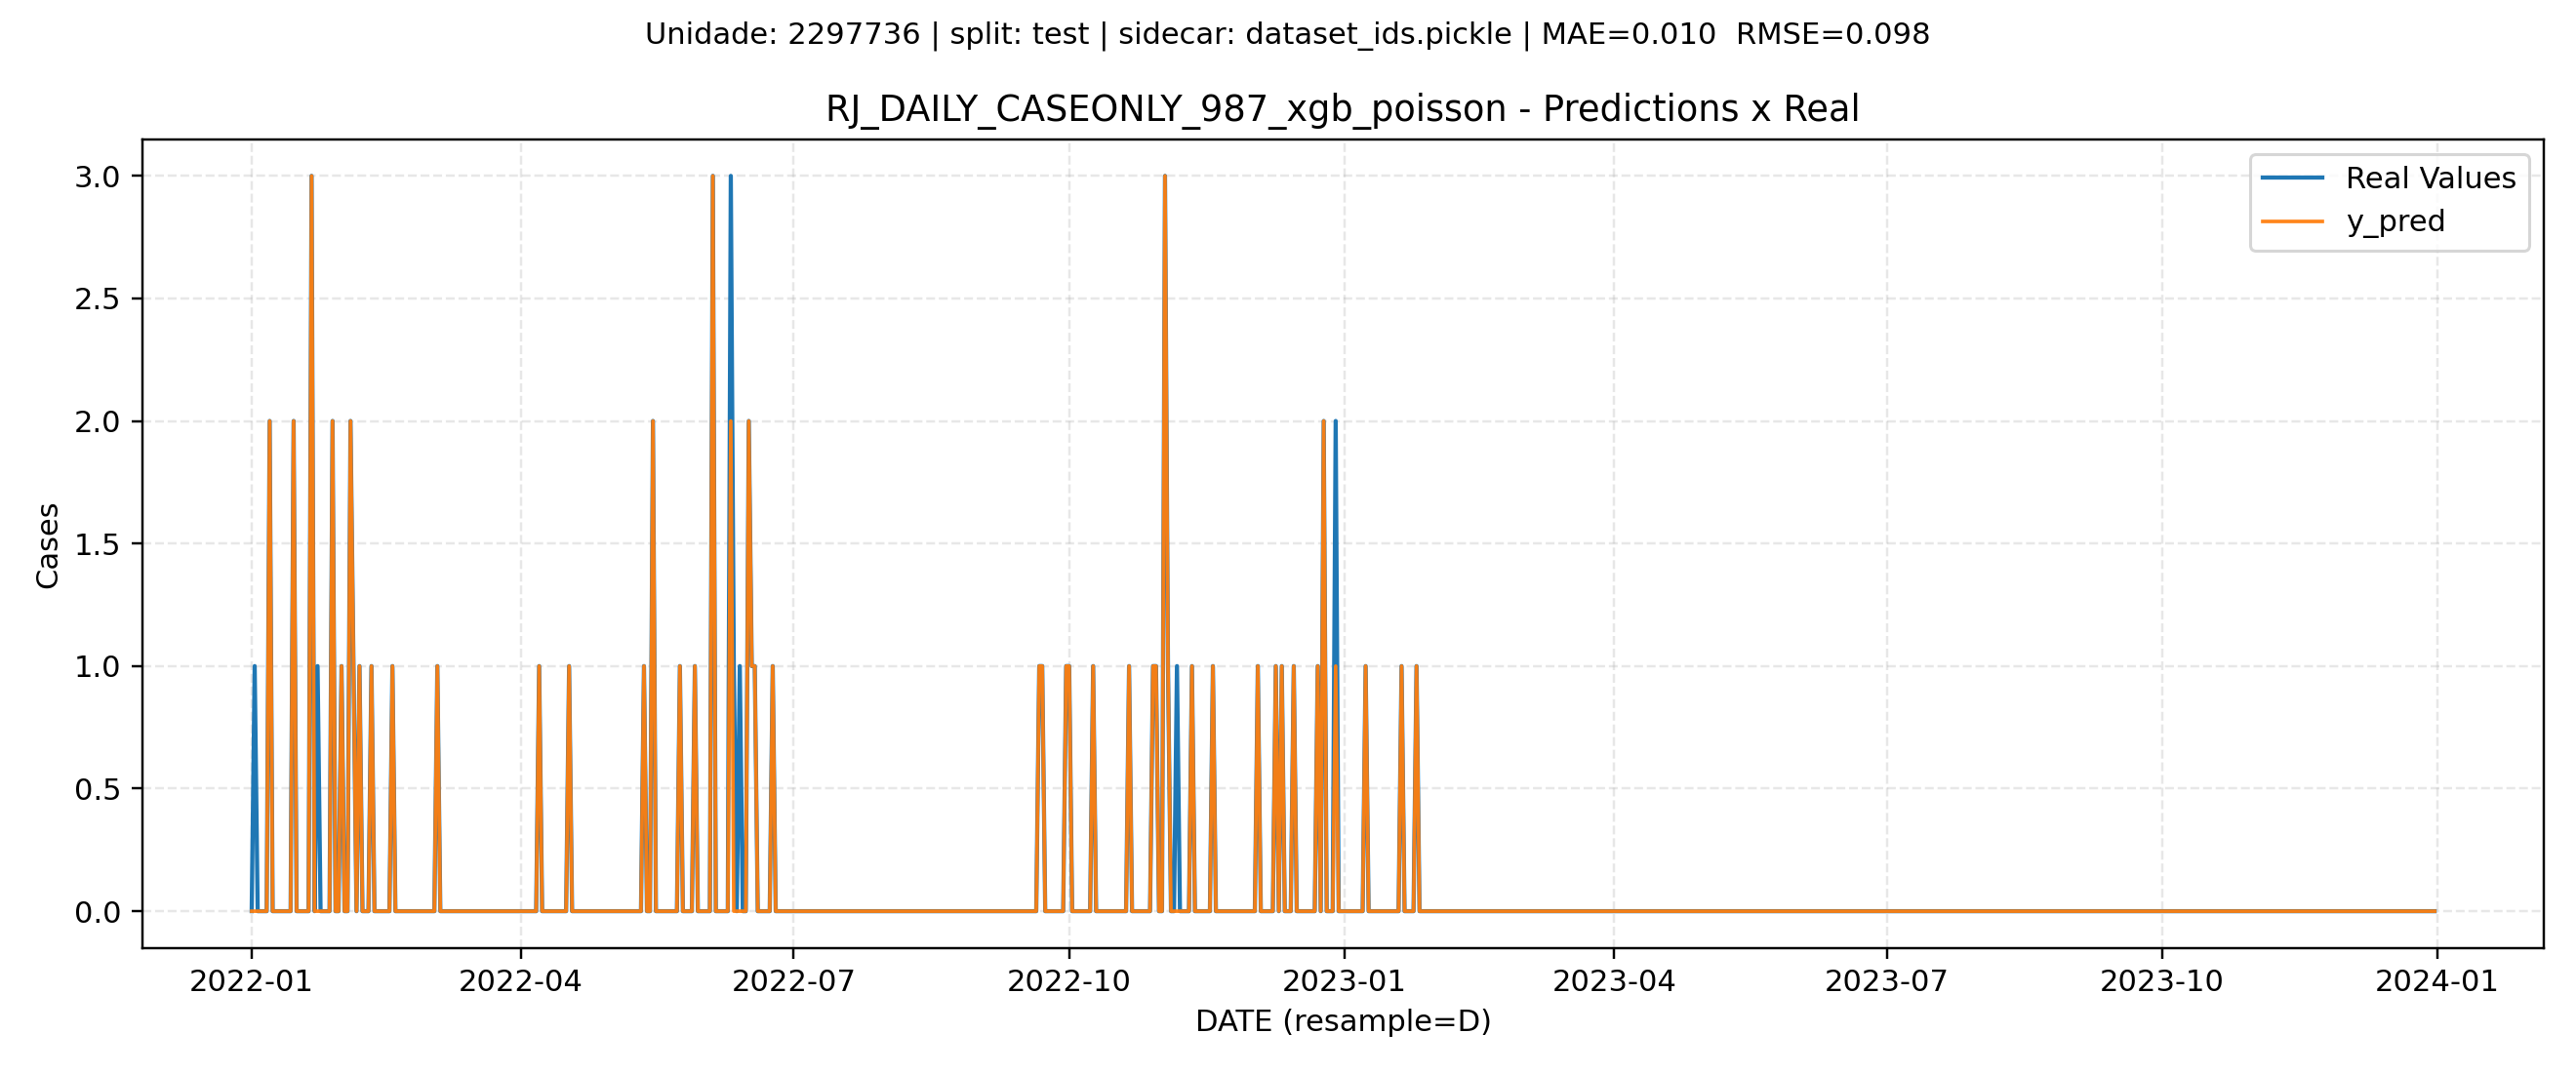 Unidade: 2297736 | split: test | sidecar: dataset_ids.pickle | MAE=0.010  RMSE=0.098
RJ_DAILY_CASEONLY_987_xgb_poisson - Predictions x Real
Real Values
y_pred
Cases
3.0
2.5
2.0
1.5
1.0
0.5
0.0
2022-01 2022-04 2022-07 2022-10 2023-01 2023-04 2023-07 2023-10 2024-01
DATE (resample=D)